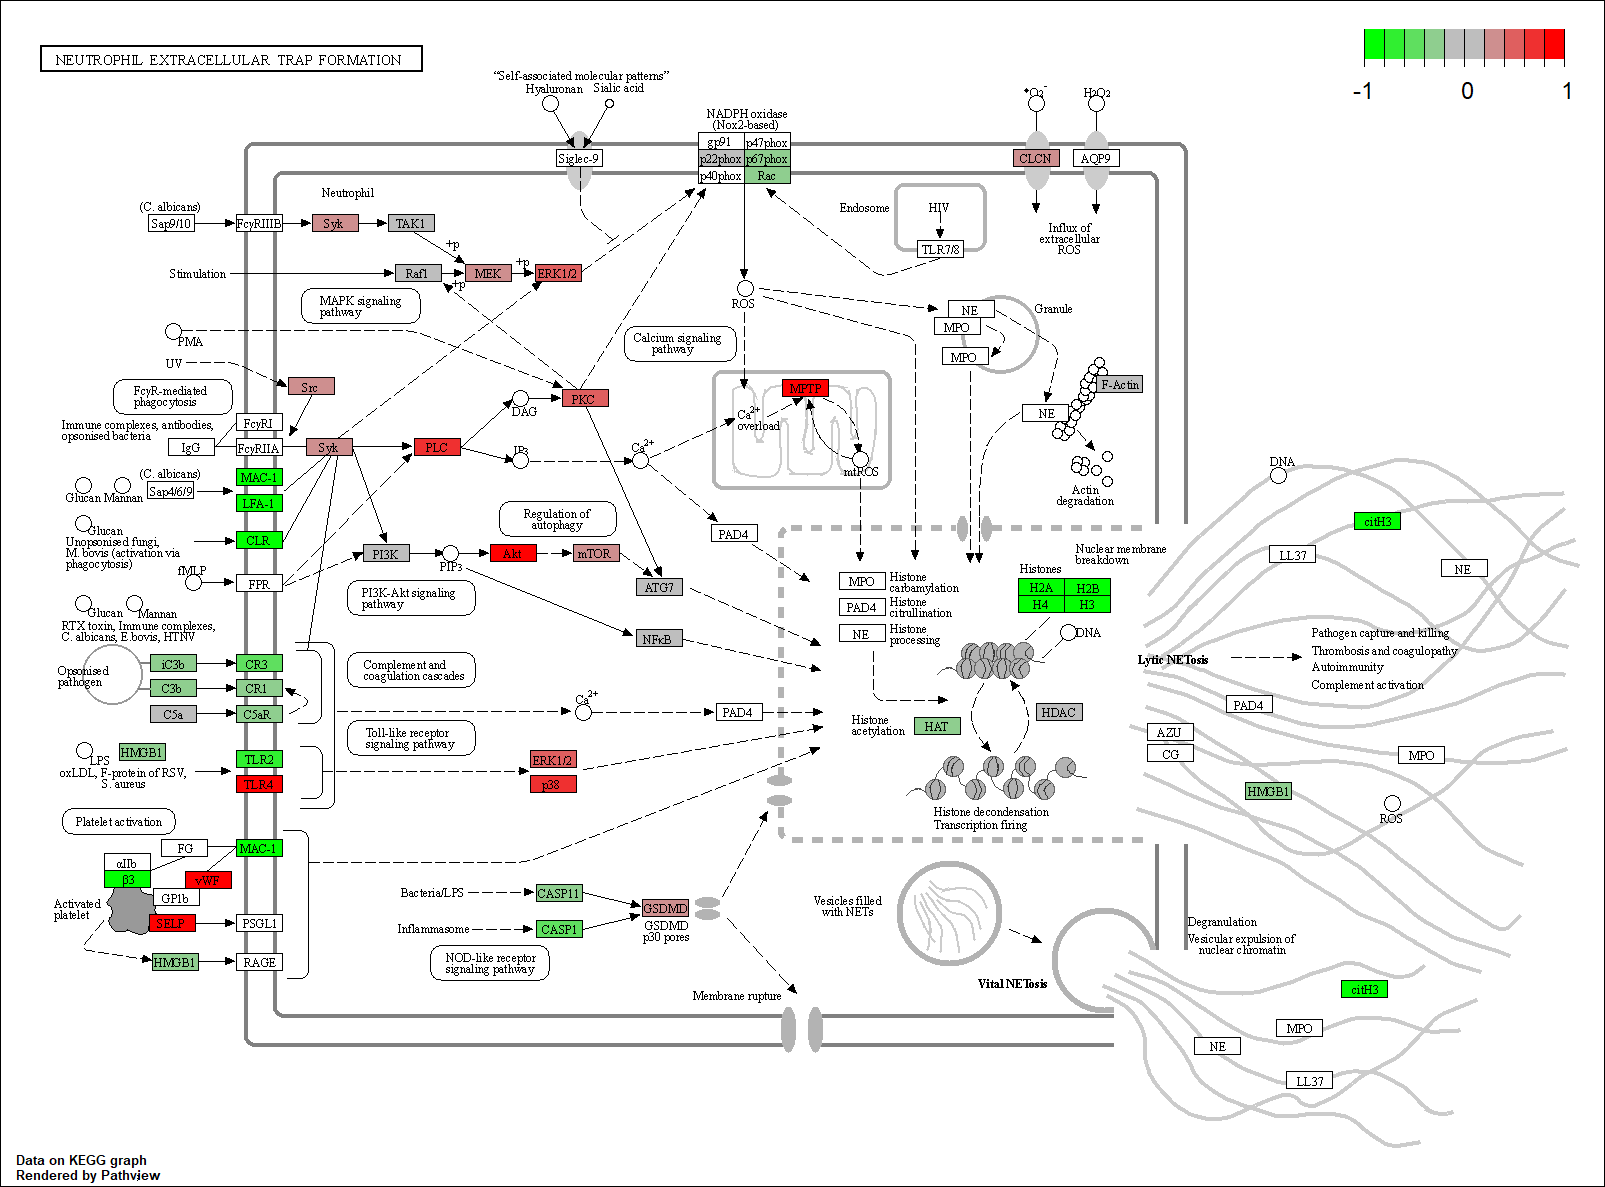 NEUTROPHIL EXTRACELLULAR TRAP FORMATION
-1 0 1
"Self-associated molecular patterns"
Hyaluronan
Sialic acid
Siglec-9
NADPH oxidase
(Nox2-based)
gp91
p47phox
p22phox
p67phox
p40phox
Rac
•O2-
H2O2
CLCN
AQP9
Influx of
extracellular
ROS
Neutrophil
(C. albicans)
Sap9/10
FcγRIIIB
Syk
TAK1
+p
Stimulation
Raf1
MEK
+p
ERK1/2
+p
MAPK signaling
pathway
Endosome
HIV
TLR7/8
ROS
Calcium signaling
pathway
NE
MPO
MPO
Granule
PMA
UV
Src
FcγR-mediated
phagocytosis
Immune complexes, antibodies,
opsonised bacteria
FcγRI
IgG
FcγRIIA
Syk
PLC
DAG
PKC
IP3
Ca2+
Ca2+
overload
MPTP
mtROS
F-Actin
NE
Actin
degradation
Glucan
Mannan
(C. albicans)
Sap4/6/9
MAC-1
LFA-1
Glucan
Unopsonised fungi,
M. bovis (activation via
phagocytosis)
CLR
fMLP
FPR
PI3K
PIP3
Akt
mTOR
Regulation of
autophagy
PAD4
ATG7
NFκB
PI3K-Akt signaling
pathway
Nuclear membrane
breakdown
MPO
Histone
carbamylation
PAD4
Histone
citrullination
NE
Histone
processing
Histones
H2A
H2B
H4
H3
DNA
Glucan
Mannan
RTX toxin, Immune complexes,
C. albicans, E.bovis, HTNV
Opsonised
pathogen
iC3b
CR3
C3b
CR1
C5a
C5aR
Complement and
coagulation cascades
Ca2+
PAD4
Histone
acetylation
HAT
HDAC
Toll-like receptor
signaling pathway
LPS
HMGB1
oxLDL, F-protein of RSV,
S. aureus
TLR2
TLR4
ERK1/2
p38
Histone decondensation
Transcription firing
Platelet activation
FG
MAC-1
αIIb
β3
vWF
GP1b
Activated
platelet
SELP
PSGL1
HMGB1
RAGE
Bacteria/LPS
CASP11
Inflammasome
CASP1
GSDMD
GSDMD
p30 pores
NOD-like receptor
signaling pathway
Membrane rupture
Vesicles filled
with NETs
Vital NETosis
Degranulation
Vesicular expulsion of
nuclear chromatin
DNA
citH3
LL37
NE
Lytic NETosis
Pathogen capture and killing
Thrombosis and coagulopathy
Autoimmunity
Complement activation
PAD4
AZU
CG
MPO
HMGB1
ROS
citH3
MPO
NE
LL37
Data on KEGG graph
Rendered by Pathview